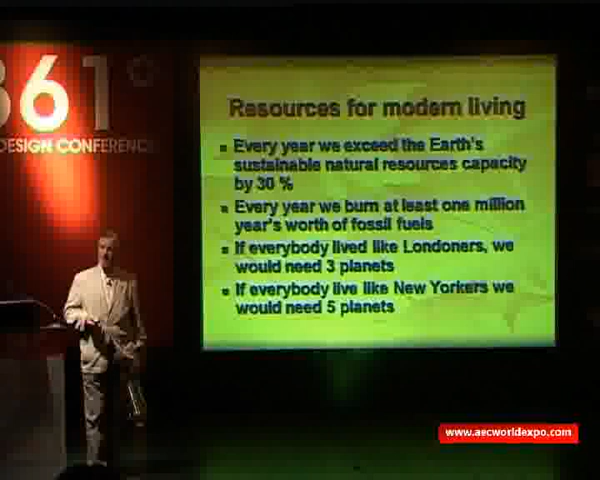 361°
DESIGN CONFERENCE
Resources for modern living
Every year we exceed the Earth's
sustainable natural resources capacity
by 30 %
Every year we burn at least one million
year's worth of fossil fuels
If everybody lived like Londoners, we
would need 3 planets
If everybody live like New Yorkers we
would need 5 planets
www.aecworldexpo.com